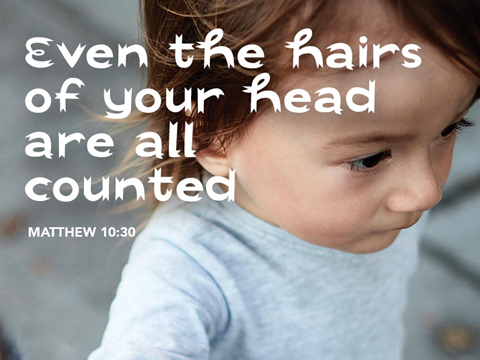 Even the hairs
of your head
are all
counted
MATTHEW 10:30